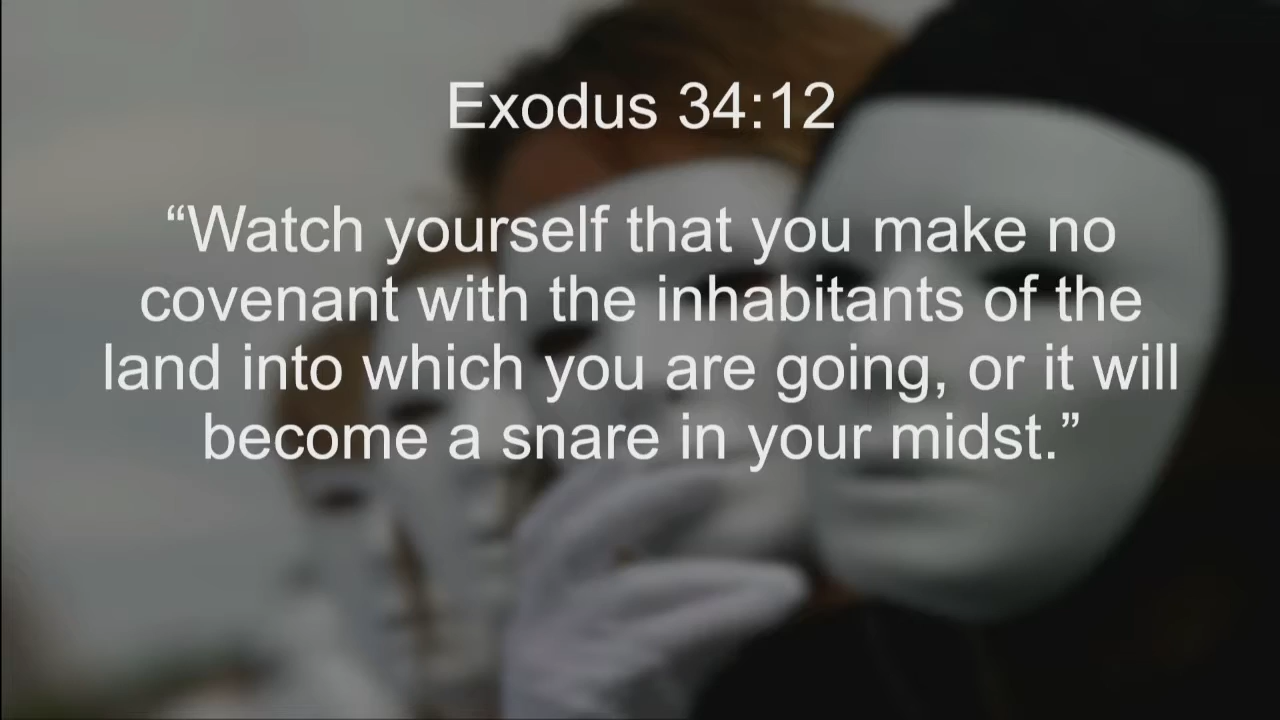 Exodus 34:12
“Watch yourself that you make no
covenant with the inhabitants of the
land into which you are going, or it will
become a snare in your midst.”